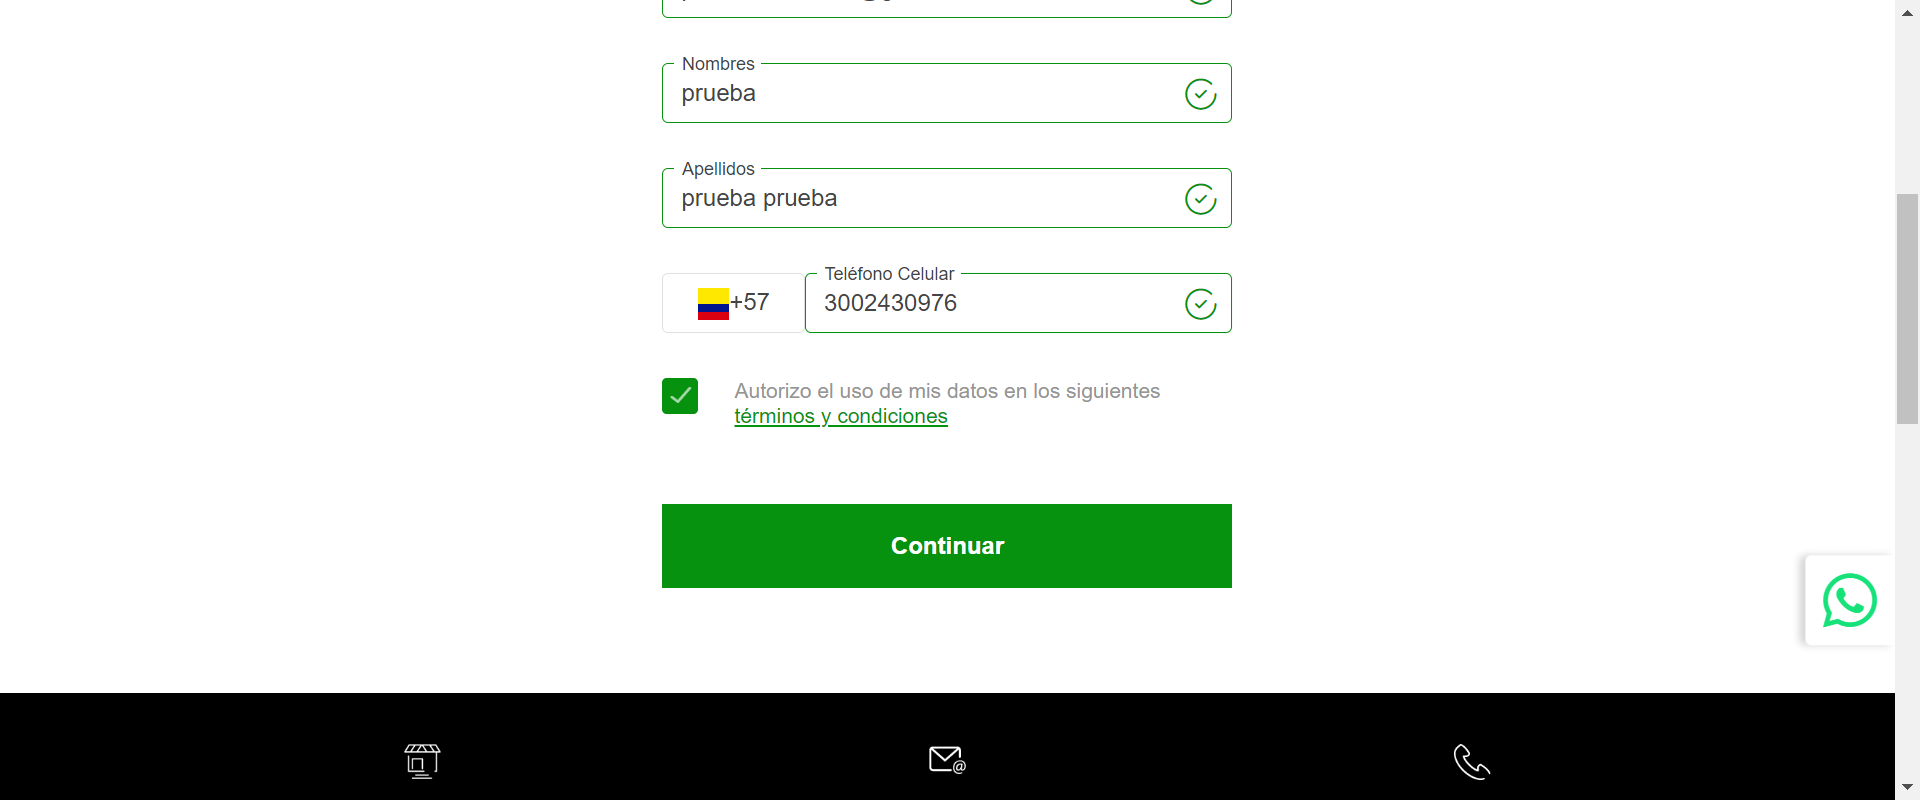 Nombres
prueba
Apellidos
prueba prueba
Teléfono Celular
+57 3002430976
Autorizo el uso de mis datos en los siguientes
términos y condiciones
Continuar
@